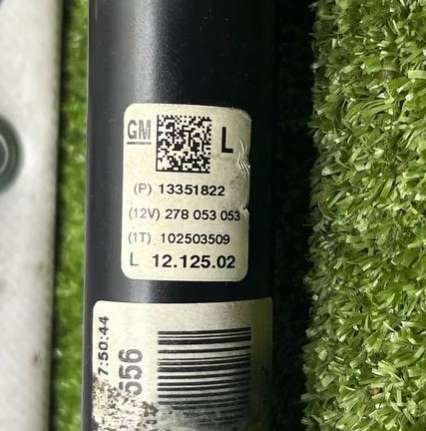 GM L
(P) 13351822
(12V) 278 053 053
(1T) 102503509
L 12.125.02
7:50:44
556